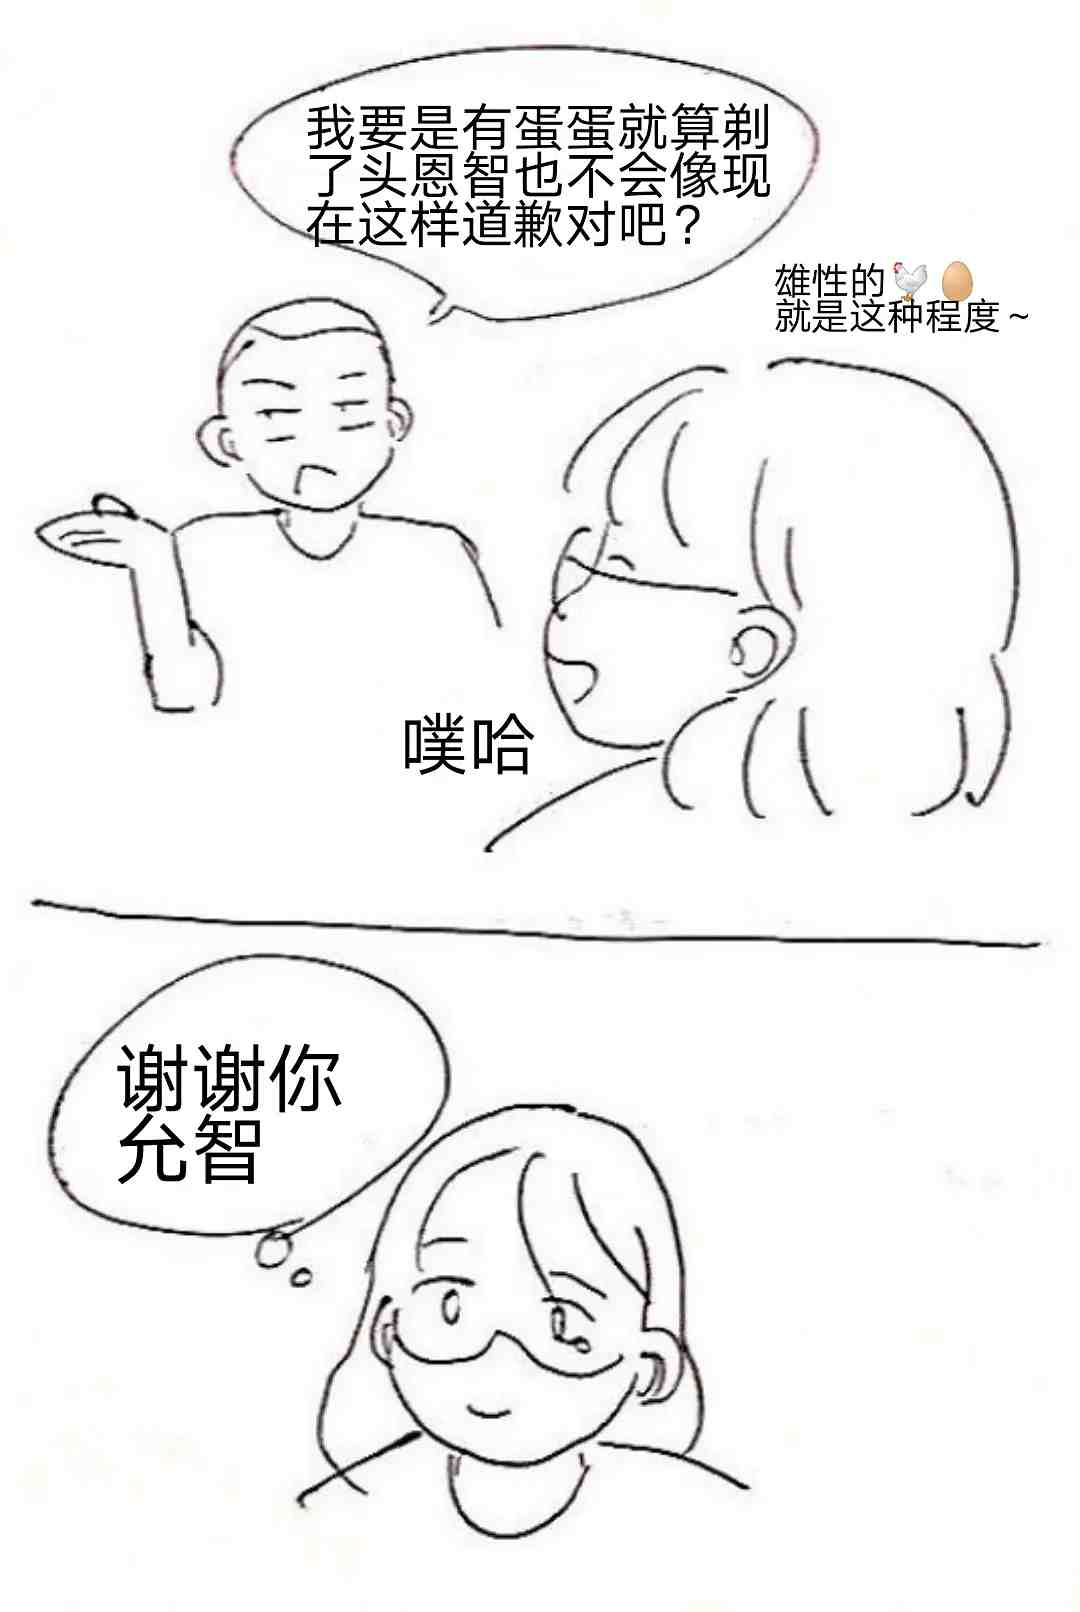 我要是有蛋蛋就算剃
了头恩智也不会像现
在这样道歉对吧？
雄性的🐓🥚
就是这种程度～
噗哈
谢谢你
允智